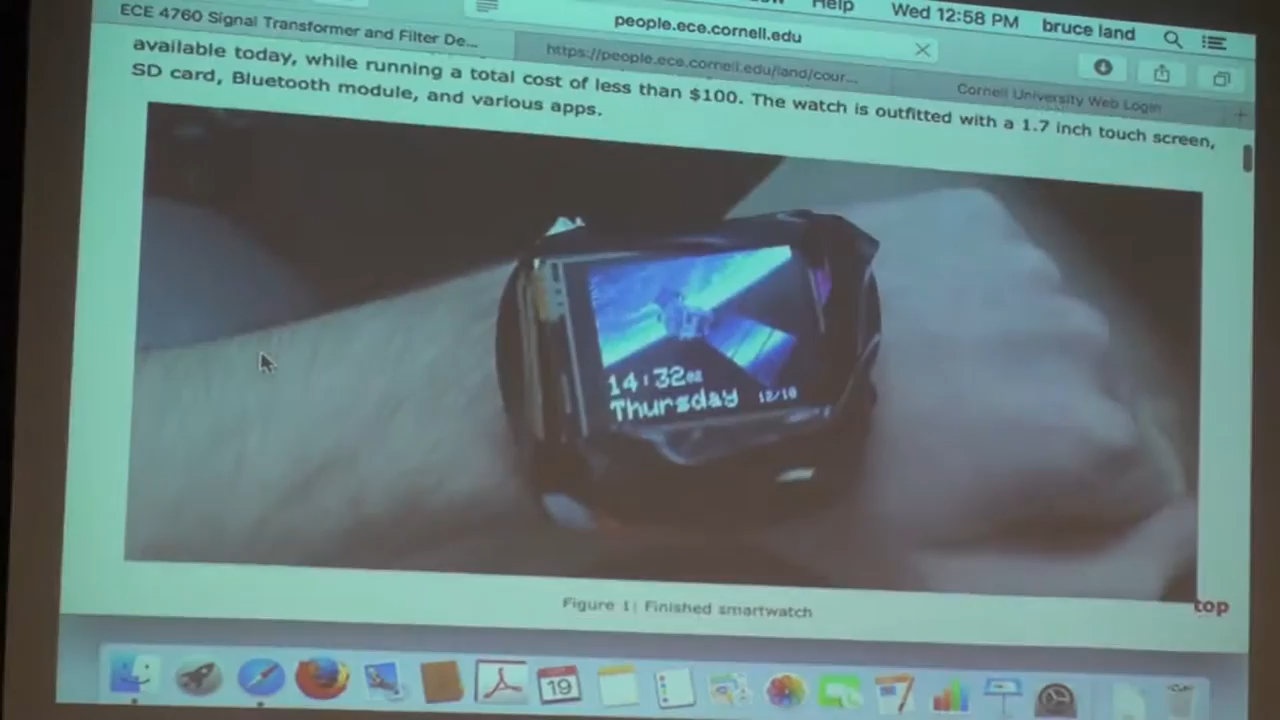 Help
Wed 12:58 PM
bruce land
people.ece.cornell.edu
ECE 4760 Signal Transformer and Filter De...
https://people.ece.cornell.edu/land/cour...
Cornell University Web Login
available today, while running a total cost of less than $100. The watch is outfitted with a 1.7 inch touch screen,
SD card, Bluetooth module, and various apps.
14:32
Thursday 12/10
Figure 1| Finished smartwatch
top
19